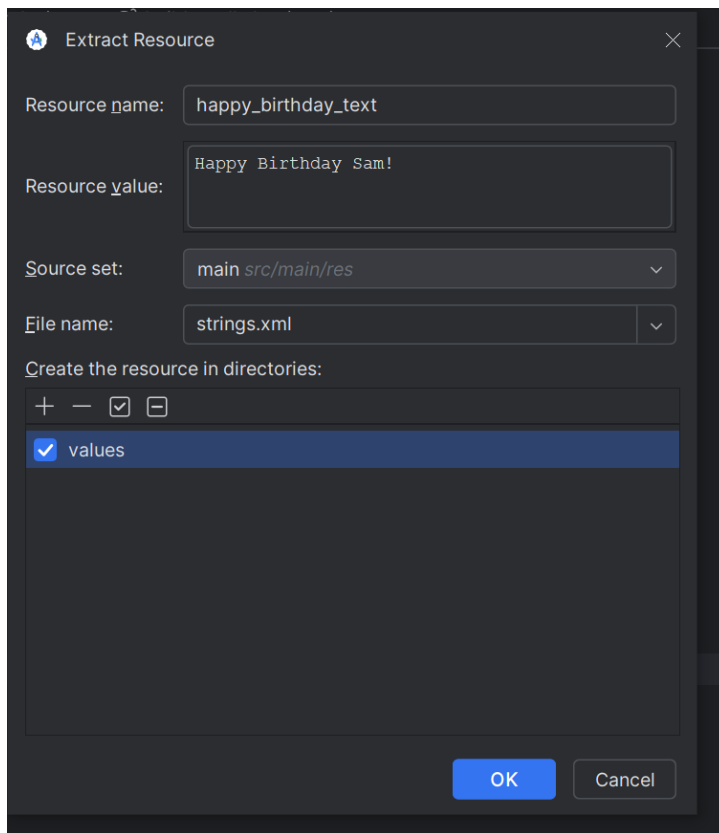 Extract Resource
Resource name: happy_birthday_text
Resource value: Happy Birthday Sam!
Source set: main src/main/res
File name: strings.xml
Create the resource in directories:
values
OK Cancel